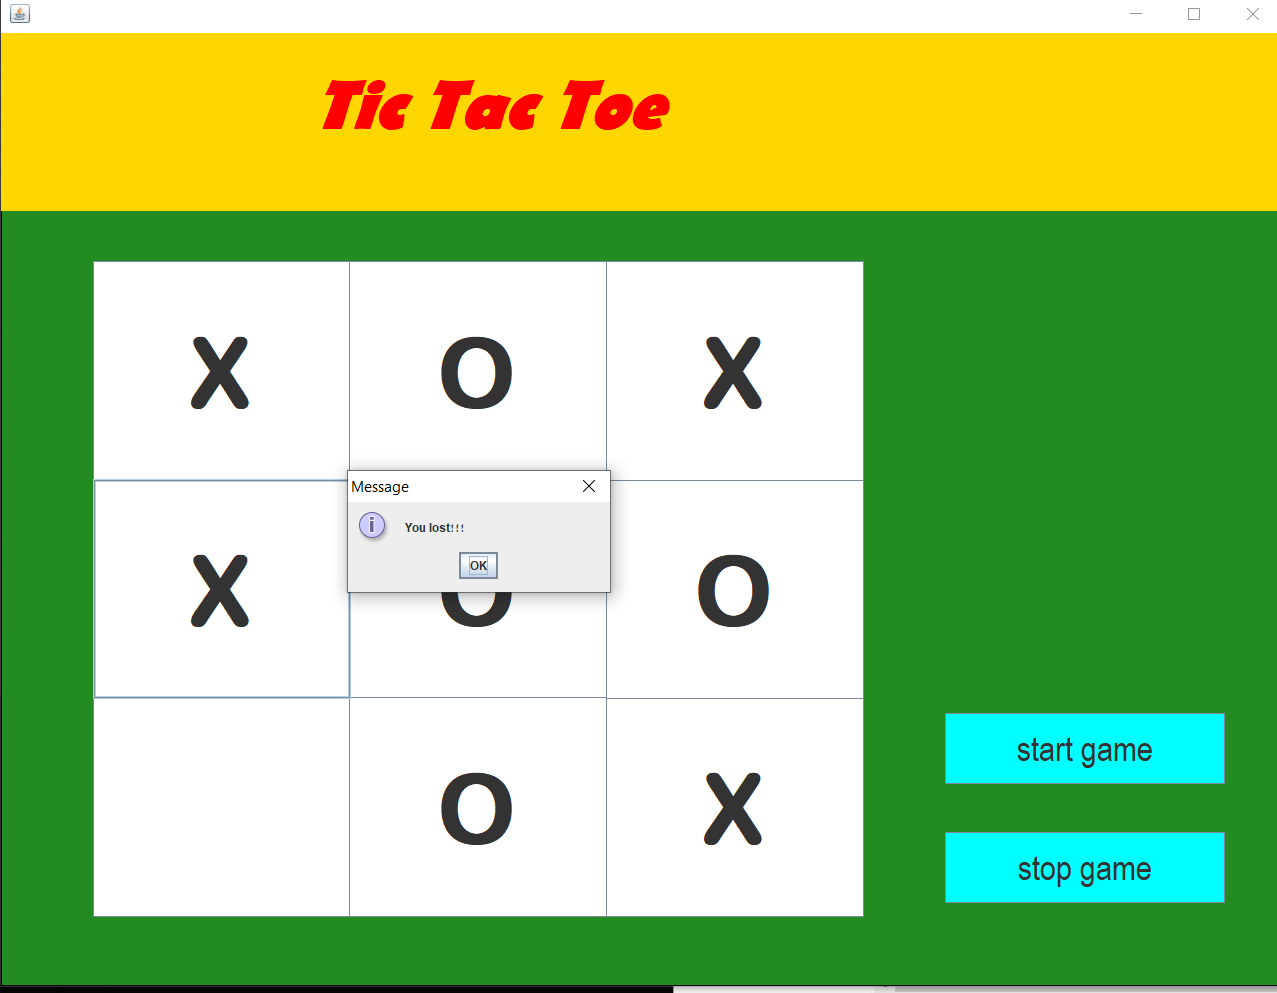 Tic Tac Toe
X O X
Message
You lost!!!
OK
X O O
O X
start game
stop game